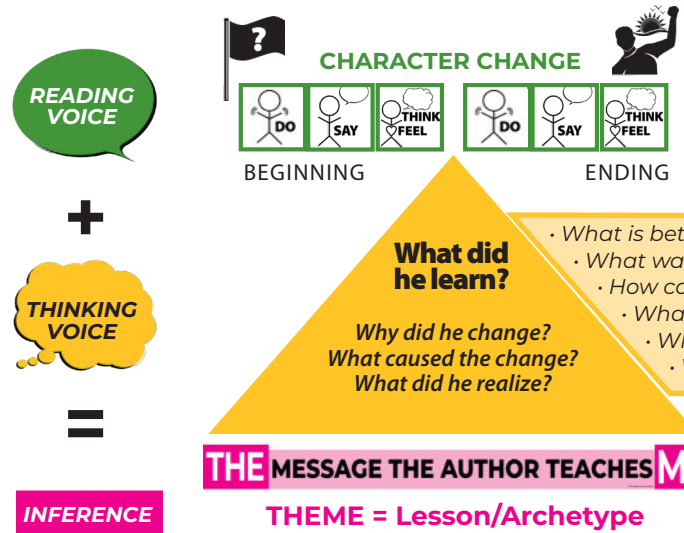 ?
CHARACTER CHANGE
READING
VOICE
DO
SAY
THINK
FEEL
DO
SAY
THINK
FEEL
BEGINNING
ENDING
+
THINKING
VOICE
=
INFERENCE
What did
he learn?
Why did he change?
What caused the change?
What did he realize?
• What is bet
• What wa
• How co
• Wha
• Wh
THE MESSAGE THE AUTHOR TEACHES M
THEME = Lesson/Archetype